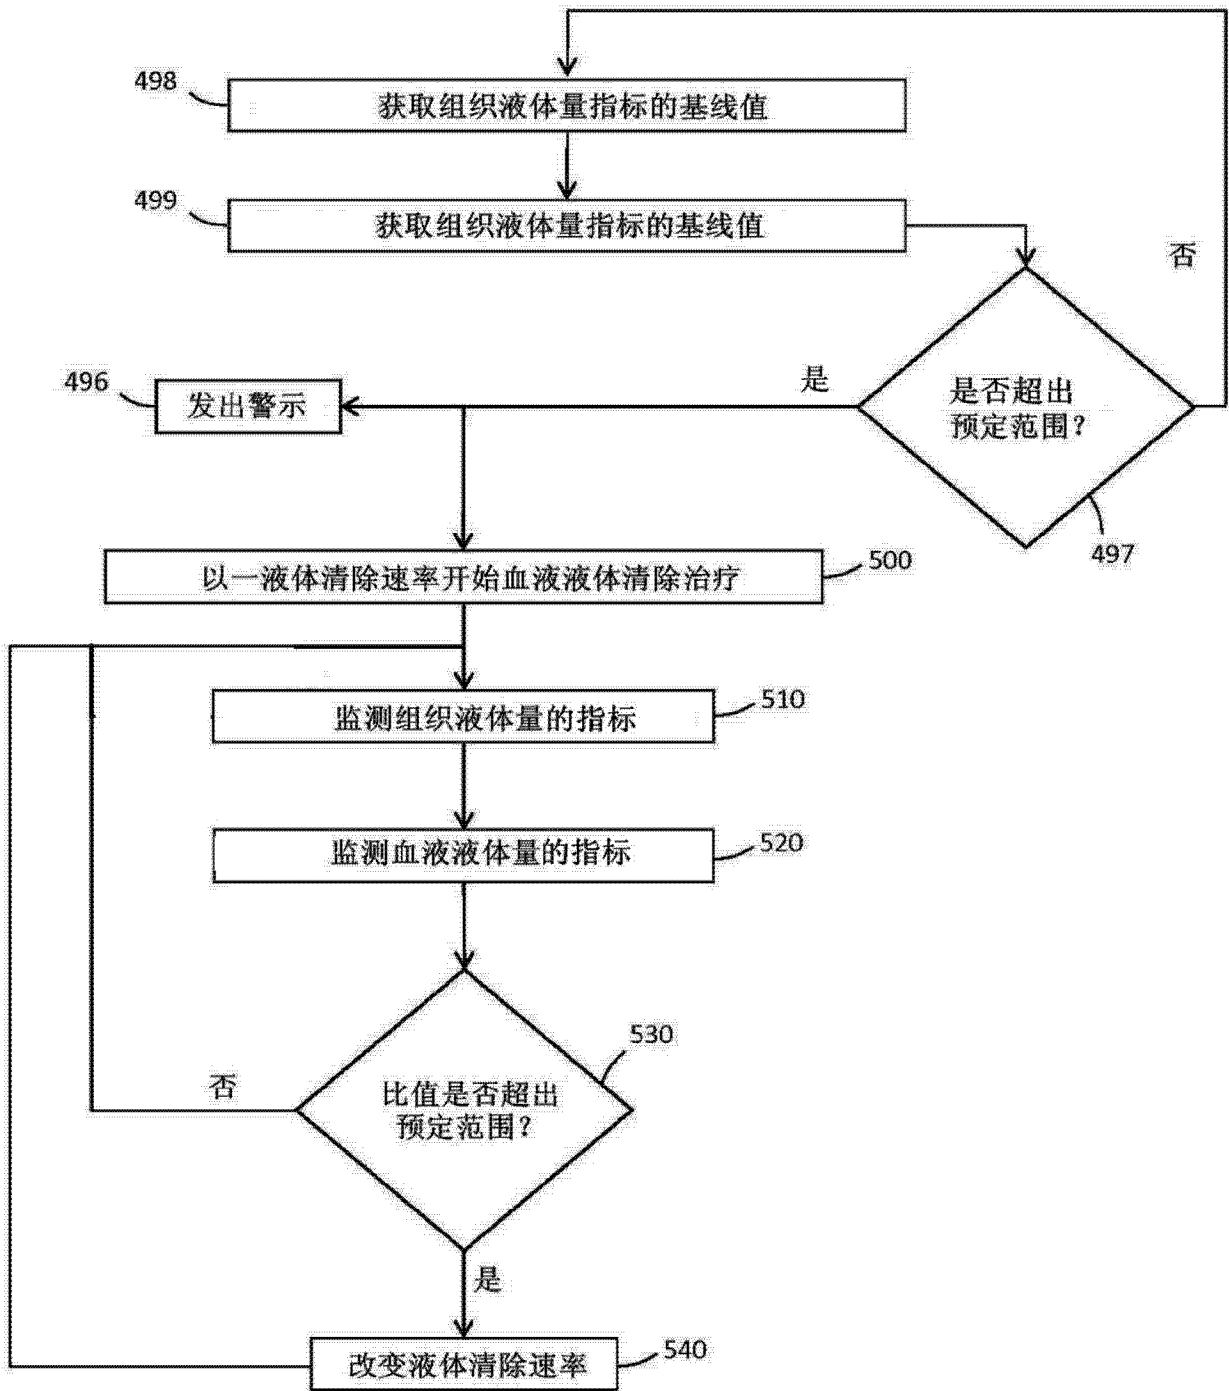 498
获取组织液体量指标的基线值
499
获取组织液体量指标的基线值
否
496
发出警示
是
是否超出
预定范围?
497
以一液体清除速率开始血液液体清除治疗
500
监测组织液体量的指标
510
监测血液液体量的指标
520
530
否
比值是否超出
预定范围?
是
改变液体清除速率
540